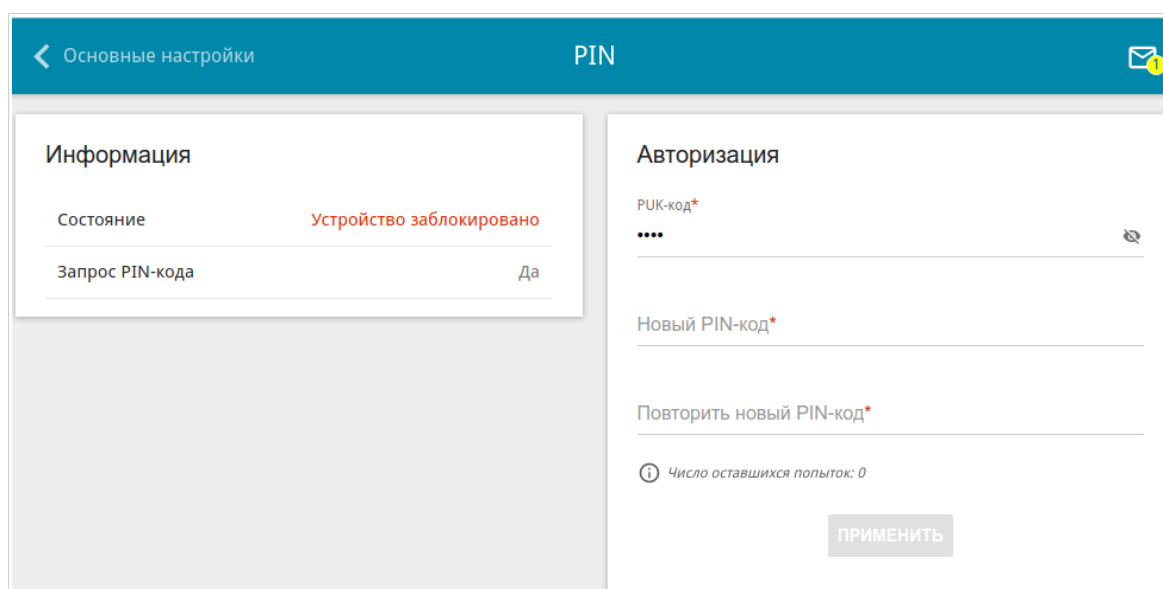 Основные настройки
PIN
1
Информация
Состояние Устройство заблокировано
Запрос PIN-кода Да
Авторизация
PUK-код*
••••
Новый PIN-код*
Повторить новый PIN-код*
Число оставшихся попыток: 0
ПРИМЕНИТЬ